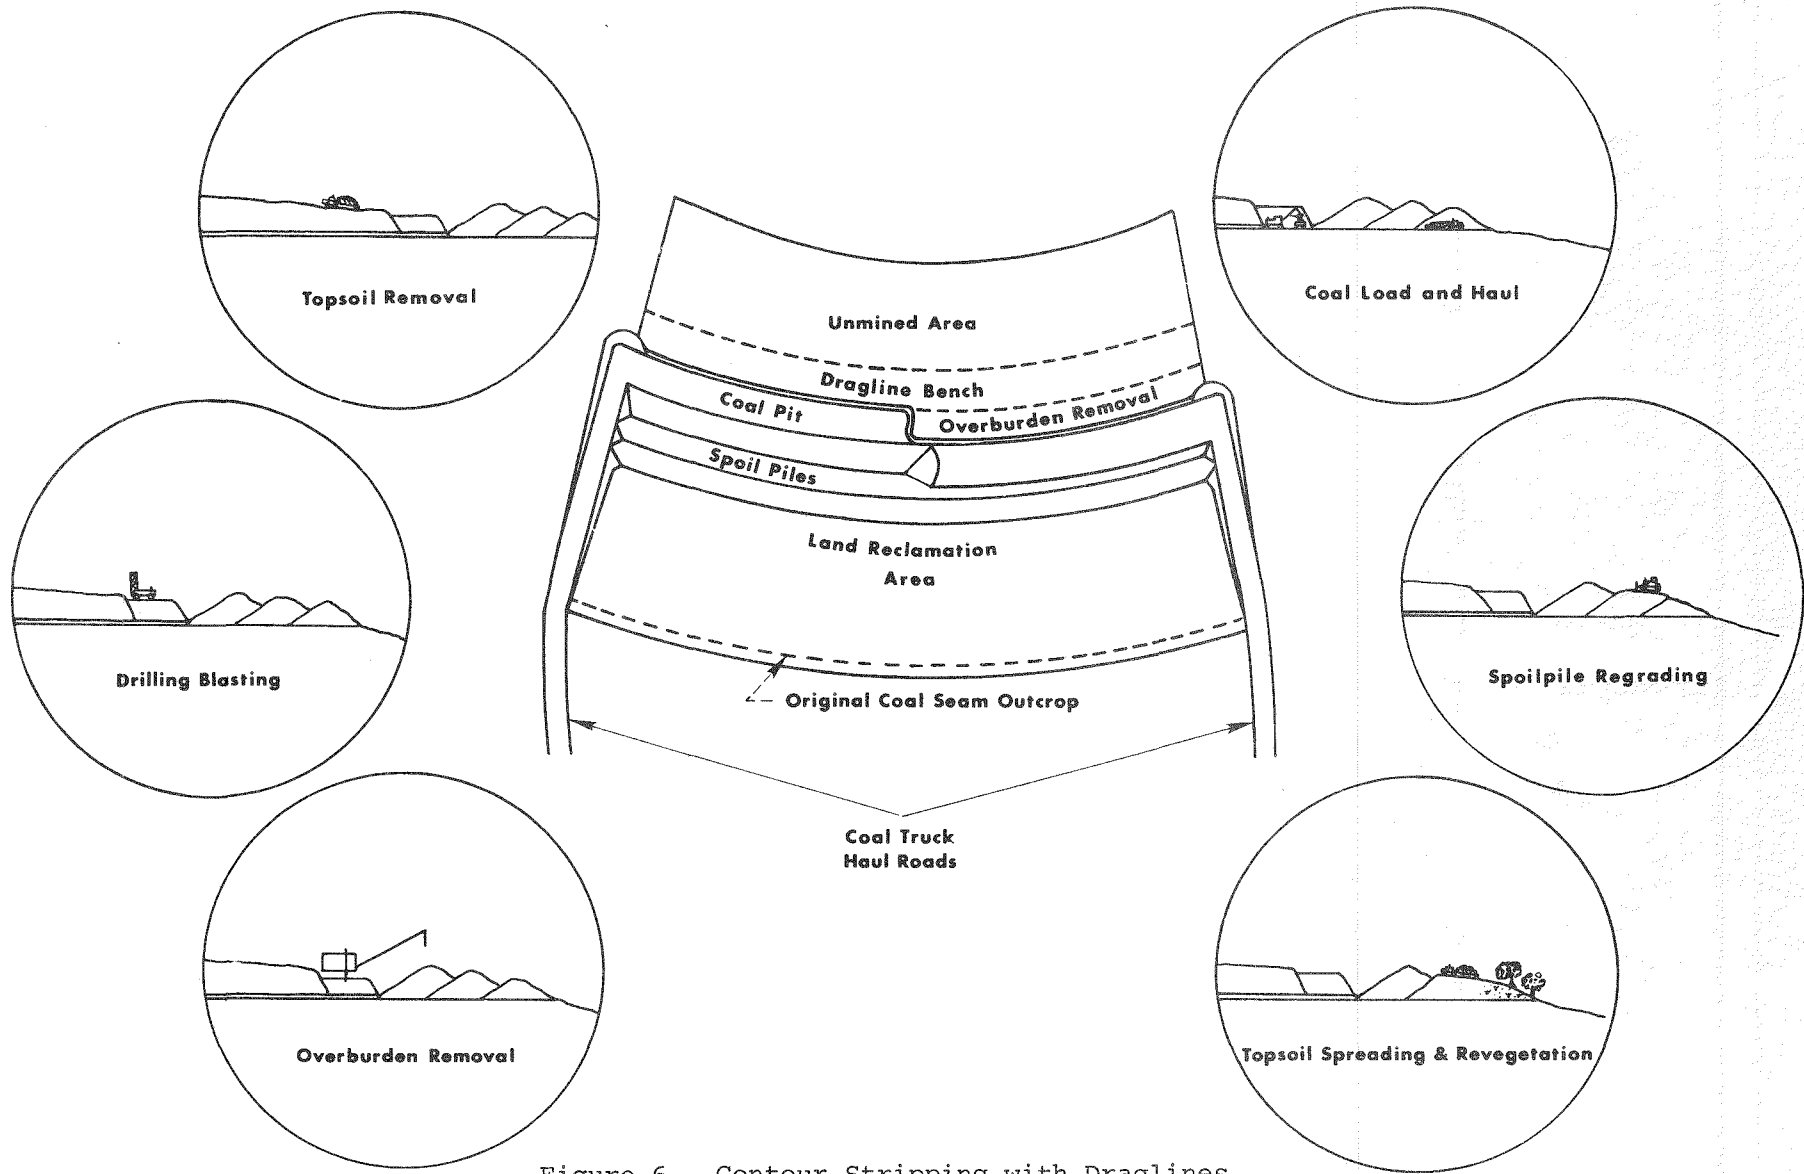 Topsoil Removal
Coal Load and Haul
Unmined Area
Dragline Bench
Coal Pit
Overburden Removal
Spoil Piles
Land Reclamation
Area
Drilling Blasting
Spoilpile Regrading
Original Coal Seam Outcrop
Coal Truck
Haul Roads
Overburden Removal
Topsoil Spreading & Revegetation
Figure 6. Contour Stripping with Draglines